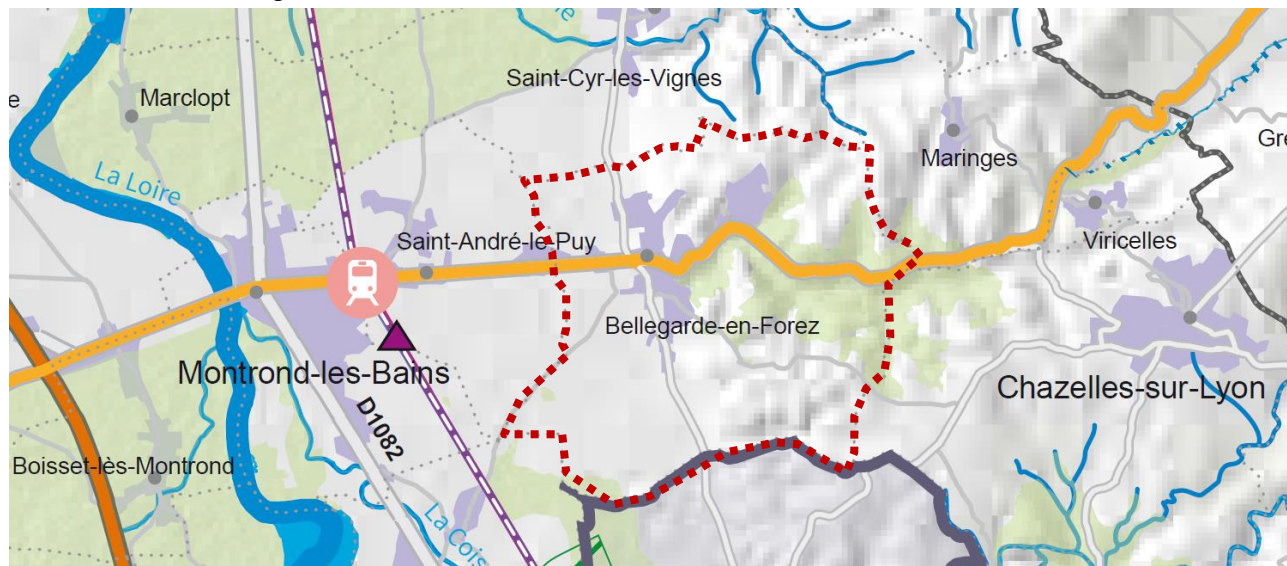 Saint-Cyr-les-Vignes
Marclopt
Maringes
La Loire
Saint-André-le-Puy
Viricelles
Bellegarde-en-Forez
Montrond-les-Bains
Chazelles-sur-Lyon
D1082
Boisset-lès-Montrond